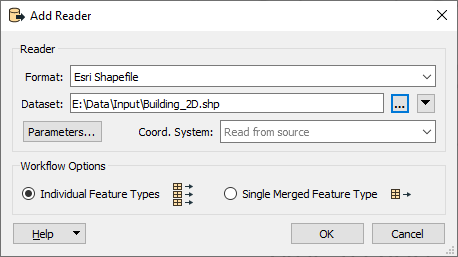 Add Reader
Reader
Format: Esri Shapefile
Dataset: E:\Data\Input\Building_2D.shp ...
Parameters... Coord. System: Read from source
Workflow Options
Individual Feature Types Single Merged Feature Type
Help OK Cancel